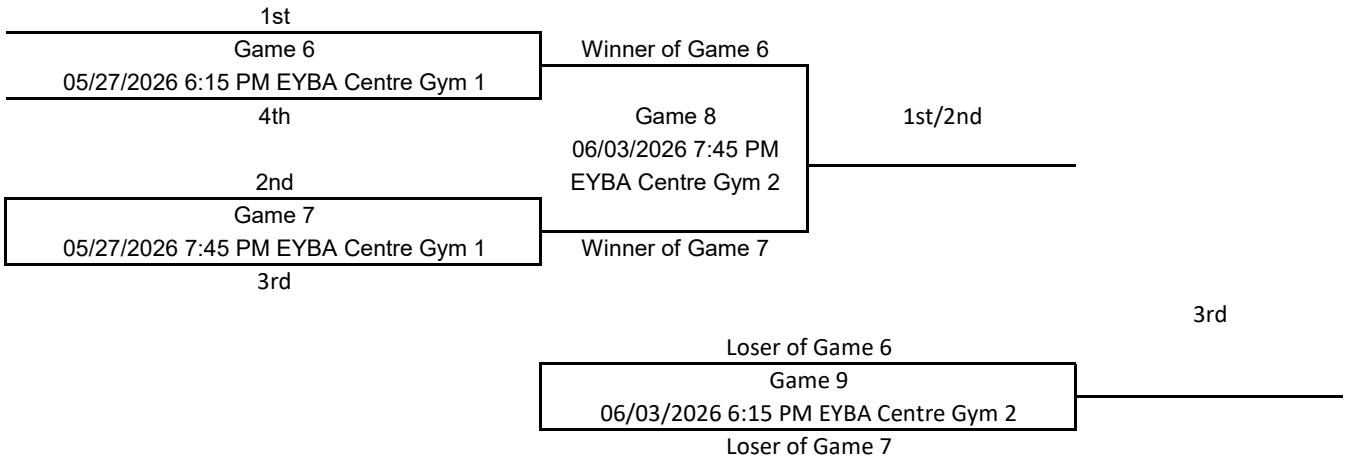 1st
Game 6
05/27/2026 6:15 PM EYBA Centre Gym 1
4th
Winner of Game 6
Game 8
06/03/2026 7:45 PM
EYBA Centre Gym 2
1st/2nd
2nd
Game 7
05/27/2026 7:45 PM EYBA Centre Gym 1
3rd
Winner of Game 7
3rd
Loser of Game 6
Game 9
06/03/2026 6:15 PM EYBA Centre Gym 2
Loser of Game 7